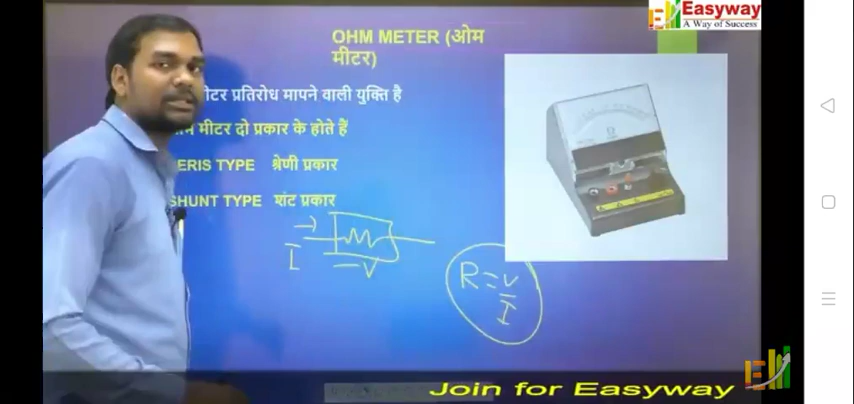 Easyway
A Way of Success
OHM METER (ओम
मीटर)
मीटर प्रतिरोध मापने वाली युक्ति है
मीटर दो प्रकार के होते हैं
ERIS TYPE श्रेणी प्रकार
SHUNT TYPE शंट प्रकार
I
V
R=V
I
Join for Easyway